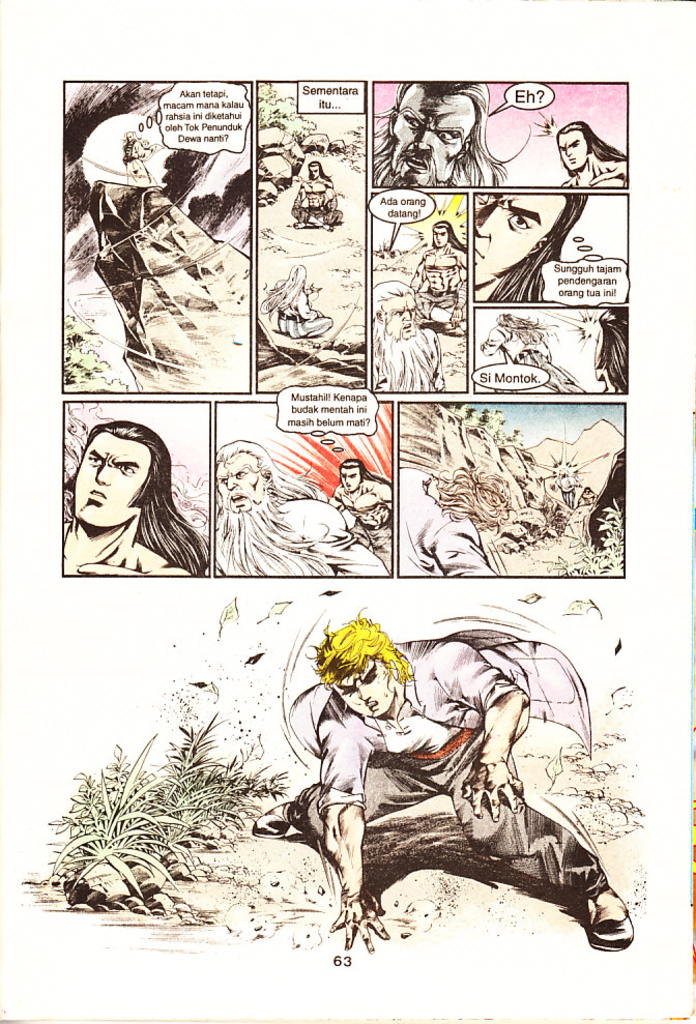 Akan tetapi,
macam mana kalau
rahsia ini diketahui
oleh Tok Penunduk
Dewa nanti?
Sementara
itu...
Eh?
Ada orang
datang!
Sungguh tajam
pendengaran
orang tua ini!
Si Montok.
Mustahil! Kenapa
budak mentah ini
masih belum mati?
63